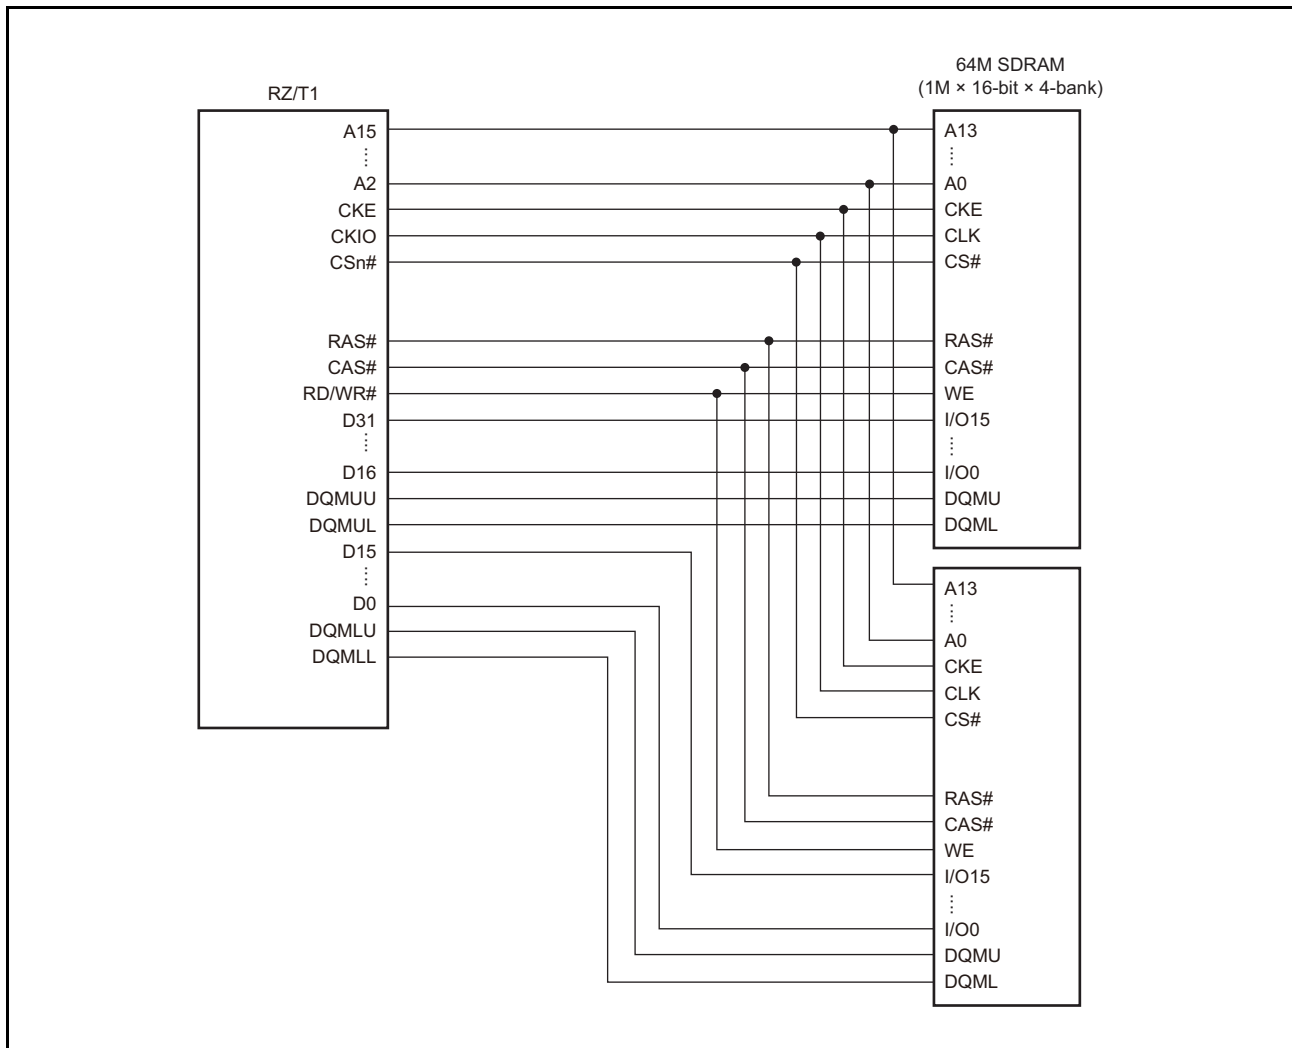 RZ/T1
A15
A2
CKE
CKIO
CSn#
RAS#
CAS#
RD/WR#
D31
D16
DQMUU
DQMUL
D15
D0
DQMLU
DQMLL
64M SDRAM
(1M × 16-bit × 4-bank)
A13
A0
CKE
CLK
CS#
RAS#
CAS#
WE
I/O15
I/O0
DQMU
DQML
A13
A0
CKE
CLK
CS#
RAS#
CAS#
WE
I/O15
I/O0
DQMU
DQML